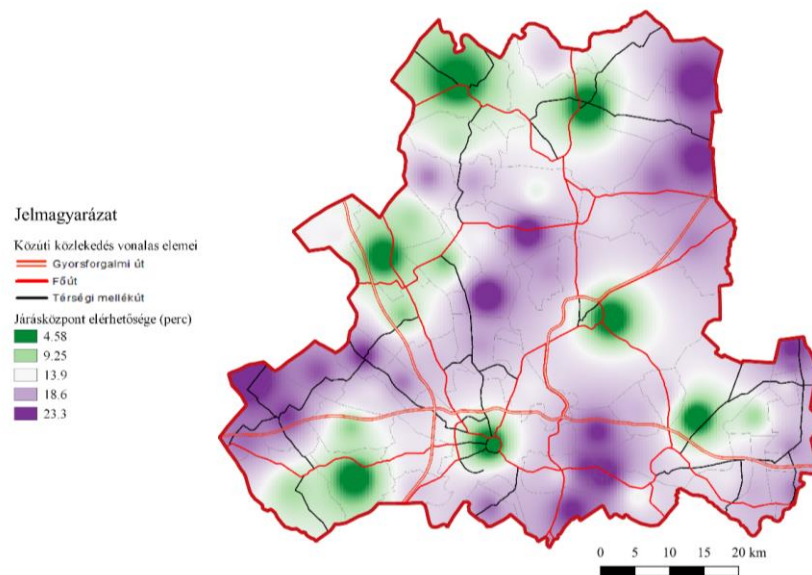 Jelmagyarázat
Közúti közlekedés vonalas elemei
Gyorsforgalmi út
Főút
Térségi mellékút
Járásközpont elérhetősége (perc)
4.58
9.25
13.9
18.6
23.3
0 5 10 15 20 km